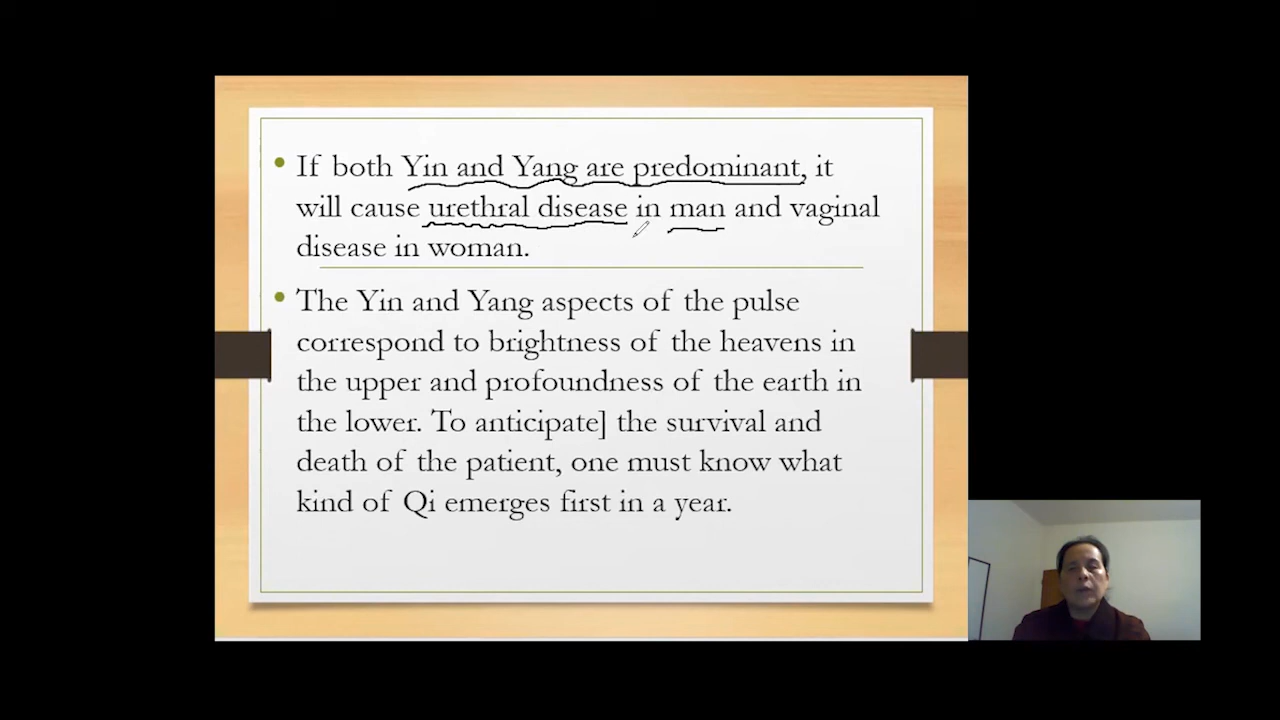 • If both Yin and Yang are predominant, it
will cause urethral disease in man and vaginal
disease in woman.
• The Yin and Yang aspects of the pulse
correspond to brightness of the heavens in
the upper and profoundness of the earth in
the lower. To anticipate] the survival and
death of the patient, one must know what
kind of Qi emerges first in a year.